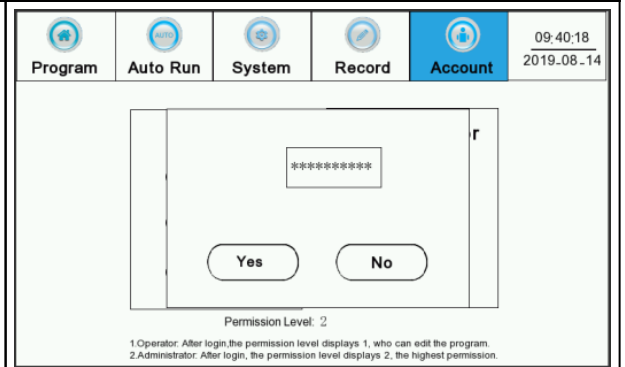 AUTO
09:40:18
Program Auto Run System Record Account
2019-08-14
r
**********
Yes No
Permission Level: 2
1.Operator: After login,the permission level displays 1, who can edit the program.
2.Administrator: After login, the permission level displays 2, the highest permission.